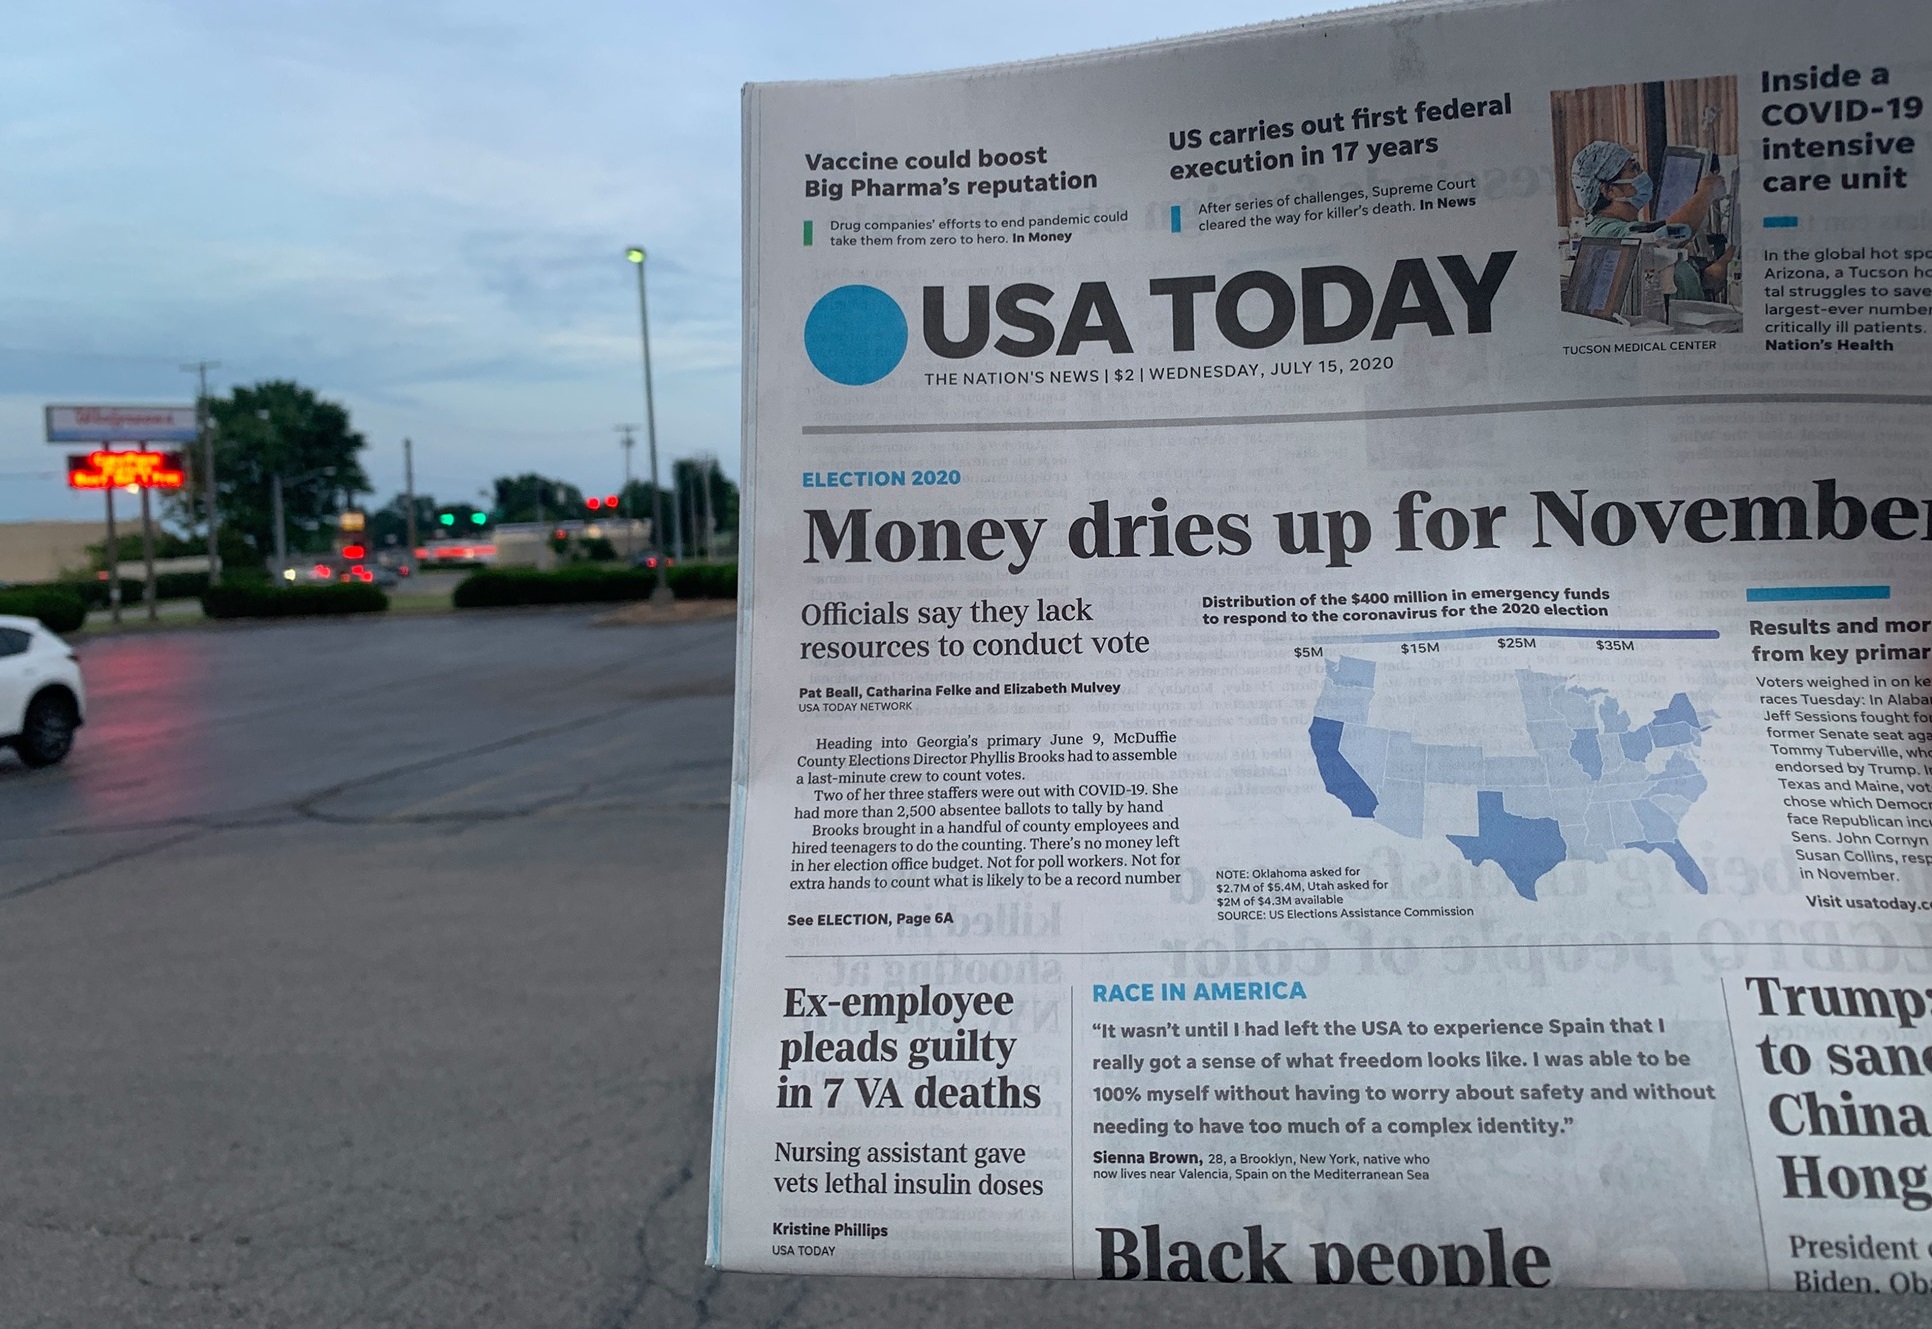 Walgreens
Vaccine could boost
Big Pharma's reputation
Drug companies' efforts to end pandemic could
take them from zero to hero. In Money
US carries out first federal
execution in 17 years
After series of challenges, Supreme Court
cleared the way for killer's death. In News
TUCSON MEDICAL CENTER
Inside a
COVID-19
intensive
care unit
In the global hot
Arizona, a Tucson
tal struggles to save
largest-ever
critically ill patients.
Nation's Health
USA TODAY
THE NATION'S NEWS | $2 | WEDNESDAY, JULY 15, 2020
ELECTION 2020
Money dries up for November
Officials say they lack
resources to conduct vote
Pat Beall, Catharina Felke and Elizabeth Mulvey
USA TODAY NETWORK
Heading into Georgia's primary June 9, McDuffie
County Elections Director Phyllis Brooks had to assemble
a last-minute crew to count votes.
Two of her three staffers were out with COVID-19. She
had more than 2,500 absentee ballots to tally by hand
Brooks brought in a handful of county employees and
hired teenagers to do the counting. There's no money left
in her election office budget. Not for poll workers. Not for
extra hands to count what is likely to be a record number
See ELECTION, Page 6A
Distribution of the $400 million in emergency funds
to respond to the coronavirus for the 2020 election
$5M $15M $25M $35M
NOTE: Oklahoma asked for
$2.7M of $5.4M, Utah asked for
$2M of $4.3M available
SOURCE: US Elections Assistance Commission
Results and
from key
Voters weighed in on
races Tuesday: In
Jeff Sessions fought
former Senate seat
Tommy Tuberville,
endorsed by Trump.
Texas and Maine,
chose which
face Republican
Sens. John Cornyn
Susan Collins,
in November.
Visit
Ex-employee
pleads guilty
in 7 VA deaths
Nursing assistant gave
vets lethal insulin doses
Kristine Phillips
USA TODAY
RACE IN AMERICA
“It wasn't until I had left the USA to experience Spain that I
really got a sense of what freedom looks like. I was able to be
100% myself without having to worry about safety and without
needing to have too much of a complex identity.”
Sienna Brown, 28, a Brooklyn, New York, native who
now lives near Valencia, Spain on the Mediterranean Sea
Black people
Trump
to
China
Hong
President
Biden,